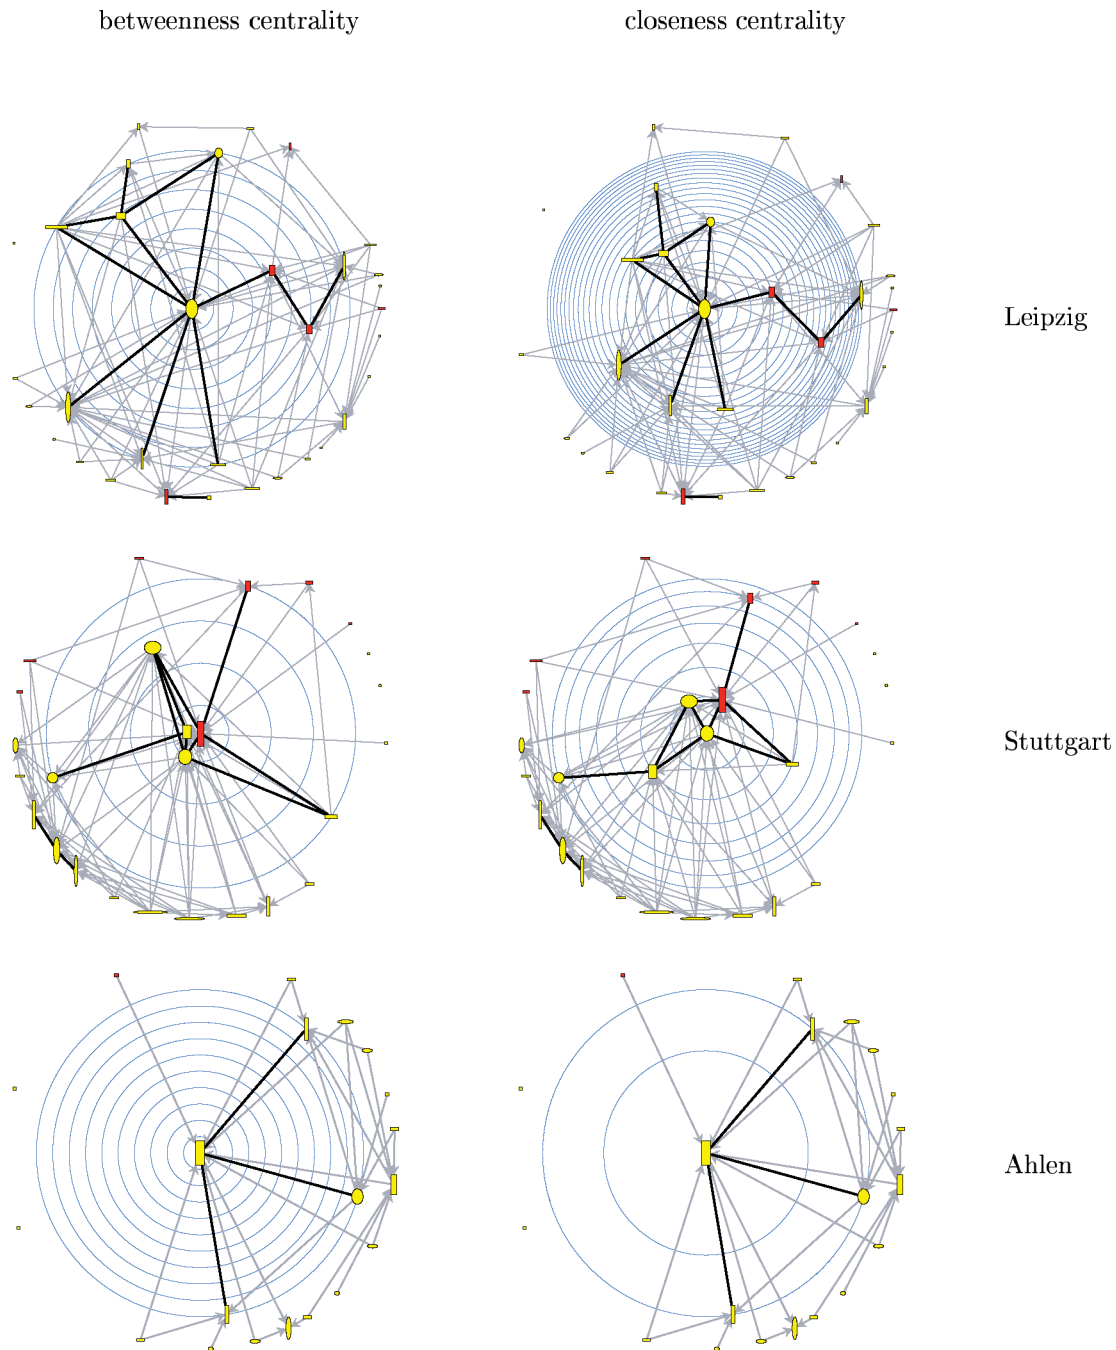 betweenness centrality
closeness centrality
Leipzig
Stuttgart
Ahlen